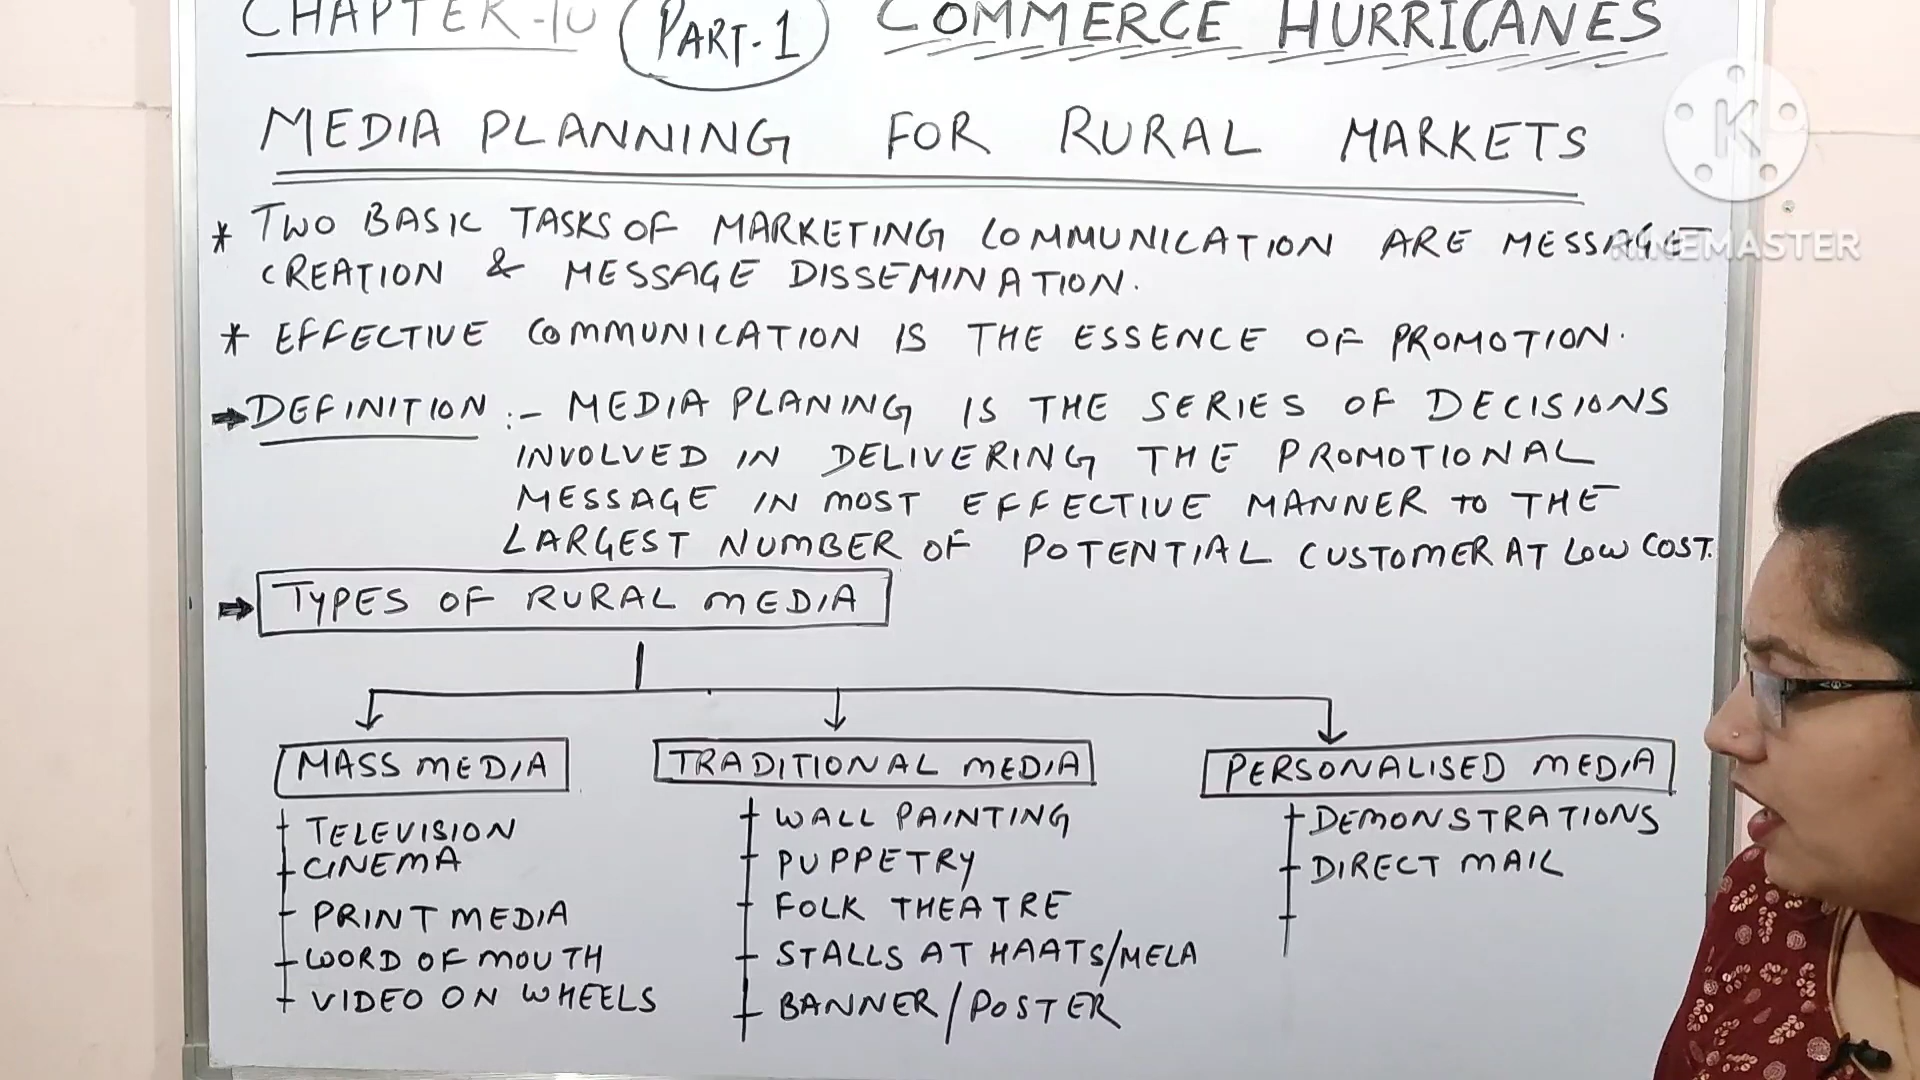 CHAPTER-10 PART-1 COMMERCE HURRICANES
MEDIA PLANNING FOR RURAL MARKETS
* TWO BASIC TASKS OF MARKETING COMMUNICATION ARE MESSAGE
CREATION & MESSAGE DISSEMINATION.
KINEMASTER
* EFFECTIVE COMMUNICATION IS THE ESSENCE OF PROMOTION.
→ DEFINITION :- MEDIA PLANING IS THE SERIES OF DECISIONS
INVOLVED IN DELIVERING THE PROMOTIONAL
MESSAGE IN MOST EFFECTIVE MANNER TO THE
LARGEST NUMBER OF POTENTIAL CUSTOMER AT LOW COST.
→ TYPES OF RURAL MEDIA
MASS MEDIA
TELEVISION
CINEMA
PRINT MEDIA
WORD OF MOUTH
VIDEO ON WHEELS
TRADITIONAL MEDIA
WALL PAINTING
PUPPETRY
FOLK THEATRE
STALLS AT HAATS/MELA
BANNER/POSTER
PERSONALISED MEDIA
DEMONSTRATIONS
DIRECT MAIL